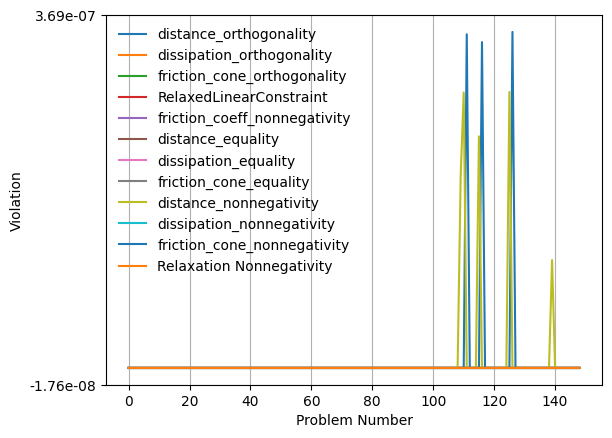 3.69e-07
distance_orthogonality
dissipation_orthogonality
friction_cone_orthogonality
RelaxedLinearConstraint
friction_coeff_nonnegativity
distance_equality
dissipation_equality
friction_cone_equality
distance_nonnegativity
dissipation_nonnegativity
friction_cone_nonnegativity
Relaxation Nonnegativity
Violation
-1.76e-08
0 20 40 60 80 100 120 140
Problem Number